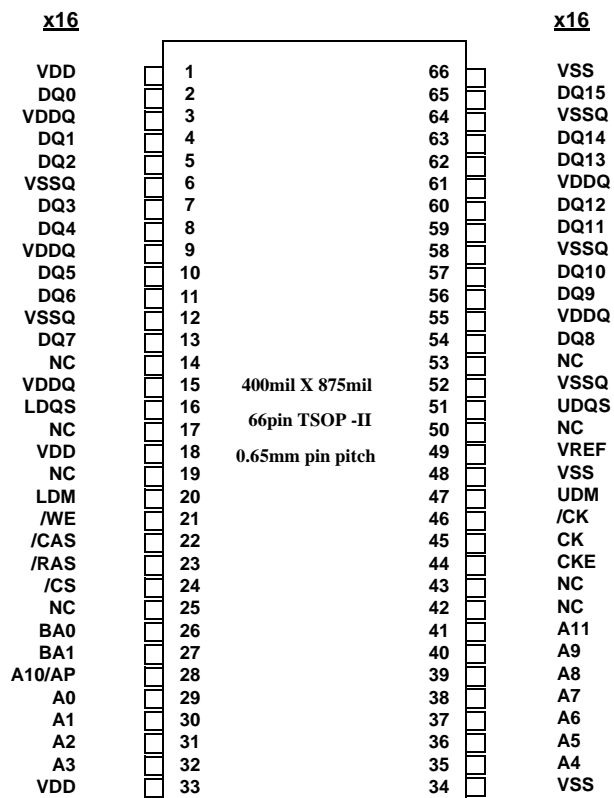 x16 x16
VDD 1 66 VSS
DQ0 2 65 DQ15
VDDQ 3 64 VSSQ
DQ1 4 63 DQ14
DQ2 5 62 DQ13
VSSQ 6 61 VDDQ
DQ3 7 60 DQ12
DQ4 8 59 DQ11
VDDQ 9 58 VSSQ
DQ5 10 57 DQ10
DQ6 11 56 DQ9
VSSQ 12 55 VDDQ
DQ7 13 54 DQ8
NC 14 53 NC
VDDQ 15 400mil X 875mil 52 VSSQ
LDQS 16 51 UDQS
66pin TSOP -II
NC 17 50 NC
VDD 18 0.65mm pin pitch 49 VREF
NC 19 48 VSS
LDM 20 47 UDM
/WE 21 46 /CK
/CAS 22 45 CK
/RAS 23 44 CKE
/CS 24 43 NC
NC 25 42 NC
BA0 26 41 A11
BA1 27 40 A9
A10/AP 28 39 A8
A0 29 38 A7
A1 30 37 A6
A2 31 36 A5
A3 32 35 A4
VDD 33 34 VSS